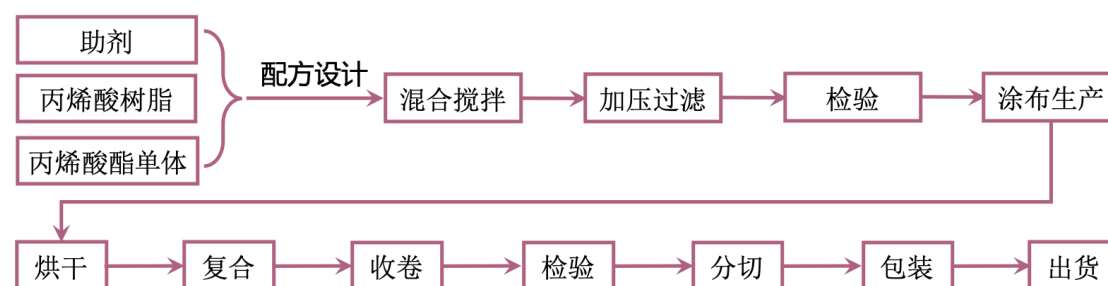 助剂
丙烯酸树脂
丙烯酸酯单体
配方设计
混合搅拌
加压过滤
检验
涂布生产
烘干
复合
收卷
检验
分切
包装
出货